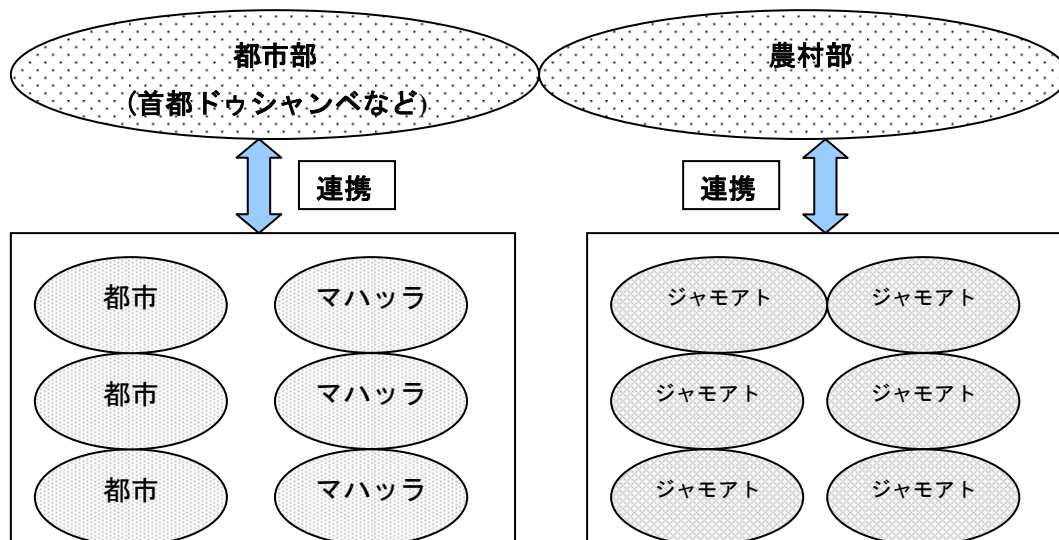 都市部
(首都ドゥシャンベなど)
農村部
連携
連携
都市
マハッラ
ジャモアト
ジャモアト
都市
マハッラ
ジャモアト
ジャモアト
都市
マハッラ
ジャモアト
ジャモアト